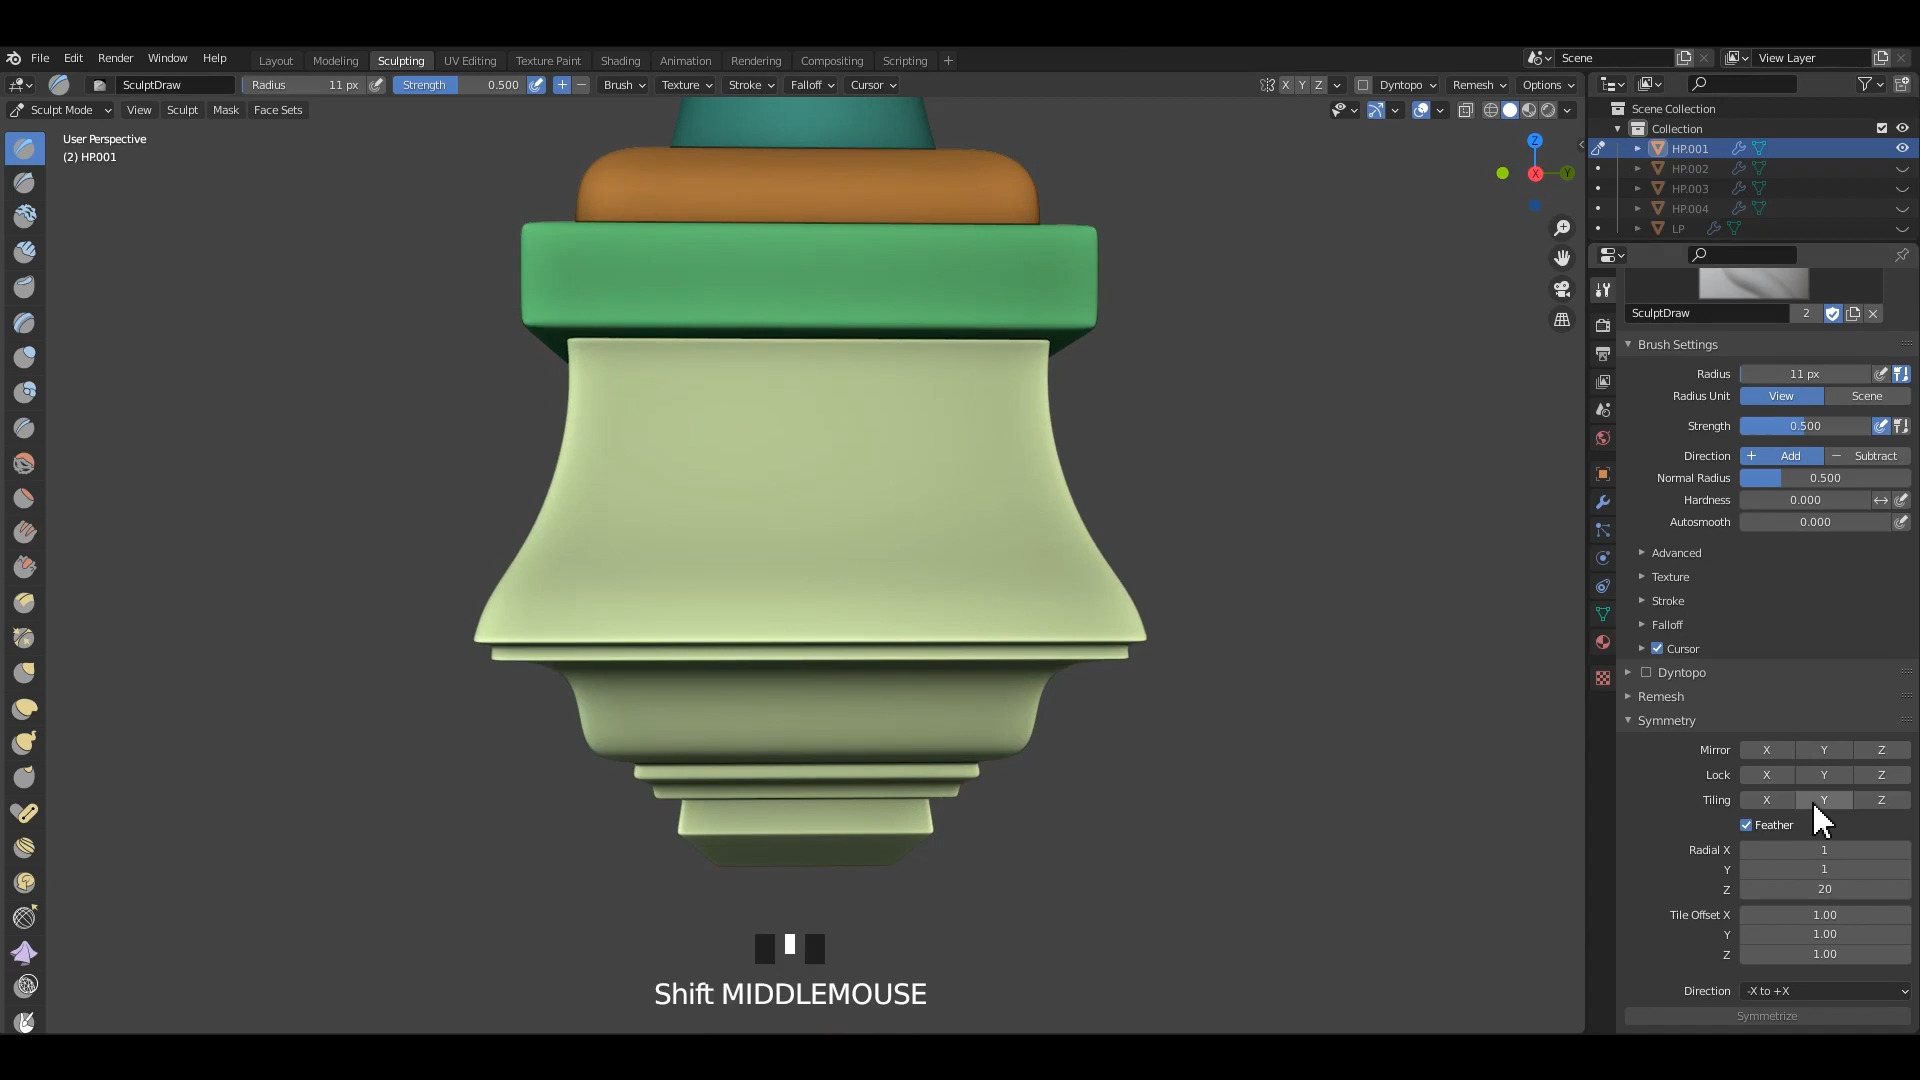 File Edit Render Window Help Layout Modeling Sculpting UV Editing Texture Paint Shading Animation Rendering Compositing Scripting + Scene View Layer
SculptDraw Radius 11 px Strength 0.500 + − Brush Texture Stroke Falloff Cursor X Y Z Dyntopo Remesh Options
Sculpt Mode View Sculpt Mask Face Sets
User Perspective
(2) HP.001
Z
X
Y
Scene Collection
Collection
HP.001
HP.002
HP.003
HP.004
LP
SculptDraw 2
Brush Settings
Radius 11 px
Radius Unit View Scene
Strength 0.500
Direction + Add − Subtract
Normal Radius 0.500
Hardness 0.000
Autosmooth 0.000
Advanced
Texture
Stroke
Falloff
Cursor
Dyntopo
Remesh
Symmetry
Mirror X Y Z
Lock X Y Z
Tiling X Y Z
Feather
Radial X 1
Y 1
Z 20
Tile Offset X 1.00
Y 1.00
Z 1.00
Direction -X to +X
Symmetrize
Shift MIDDLEMOUSE